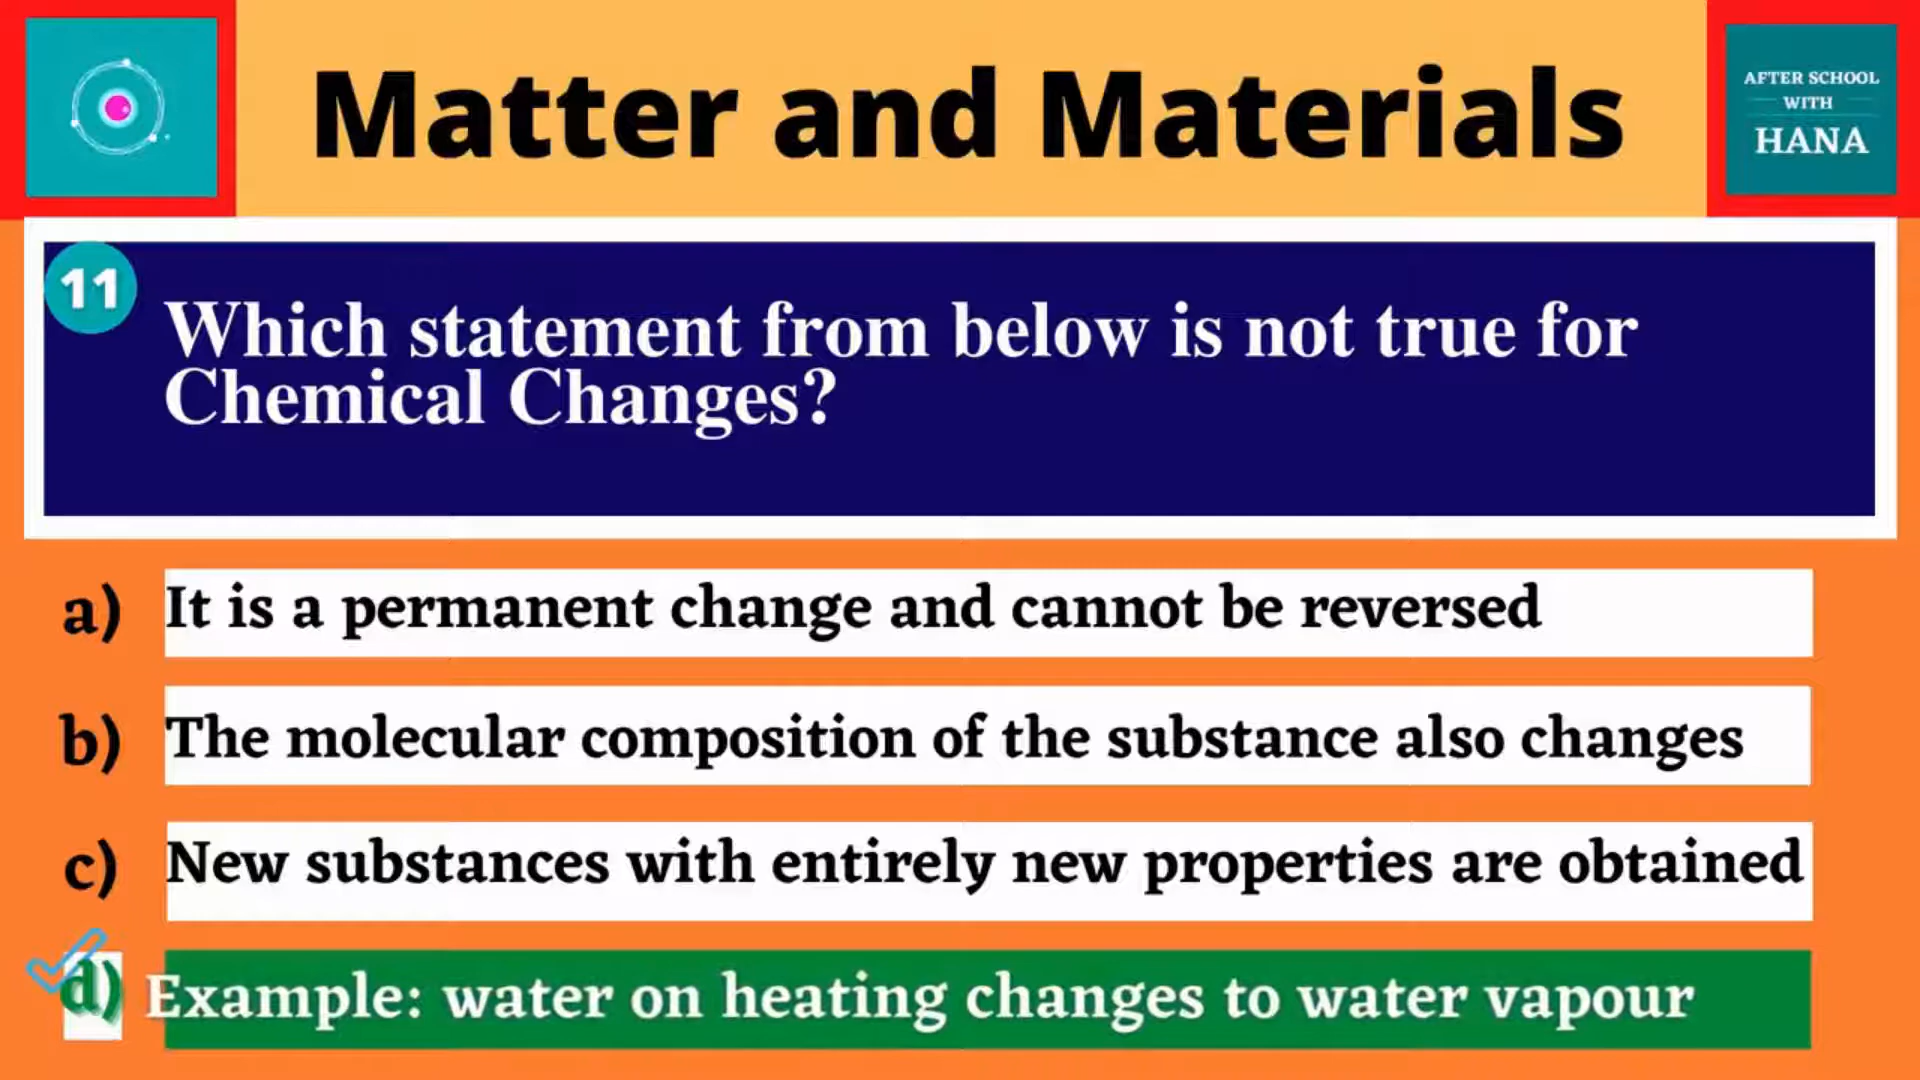 Matter and Materials
AFTER SCHOOL
WITH
HANA
11
Which statement from below is not true for
Chemical Changes?
a) It is a permanent change and cannot be reversed
b) The molecular composition of the substance also changes
c) New substances with entirely new properties are obtained
d) Example: water on heating changes to water vapour